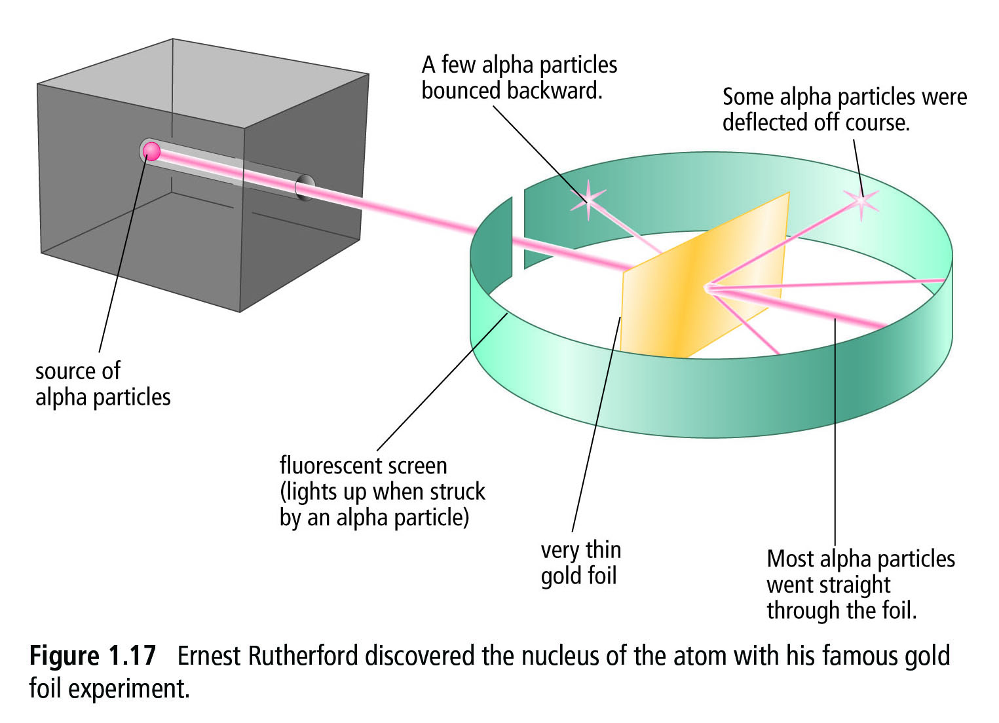 A few alpha particles
bounced backward.
Some alpha particles were
deflected off course.
source of
alpha particles
fluorescent screen
(lights up when struck
by an alpha particle)
very thin
gold foil
Most alpha particles
went straight
through the foil.
Figure 1.17 Ernest Rutherford discovered the nucleus of the atom with his famous gold
foil experiment.